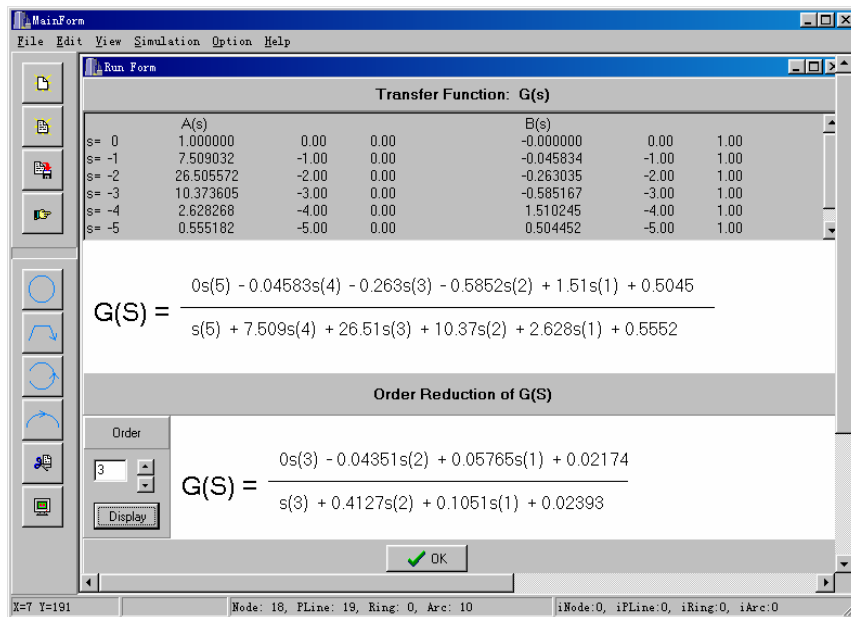 MainForm
File Edit View Simulation Option Help
Run Form
Transfer Function: G(s)
A(s) B(s)
s= 0 1.000000 0.00 0.00 -0.000000 0.00 1.00
s= -1 7.509032 -1.00 0.00 -0.045834 -1.00 1.00
s= -2 26.505572 -2.00 0.00 -0.263035 -2.00 1.00
s= -3 10.373605 -3.00 0.00 -0.585167 -3.00 1.00
s= -4 2.628268 -4.00 0.00 1.510245 -4.00 1.00
s= -5 0.555182 -5.00 0.00 0.504452 -5.00 1.00
0s(5) - 0.04583s(4) - 0.263s(3) - 0.5852s(2) + 1.51s(1) + 0.5045
G(S) =
s(5) + 7.509s(4) + 26.51s(3) + 10.37s(2) + 2.628s(1) + 0.5552
Order Reduction of G(S)
Order
3
Display
0s(3) - 0.04351s(2) + 0.05765s(1) + 0.02174
G(S) =
s(3) + 0.4127s(2) + 0.1051s(1) + 0.02393
OK
X=7 Y=191 Node: 18, PLine: 19, Ring: 0, Arc: 10 iNode:0, iPLine:0, iRing:0, iArc:0